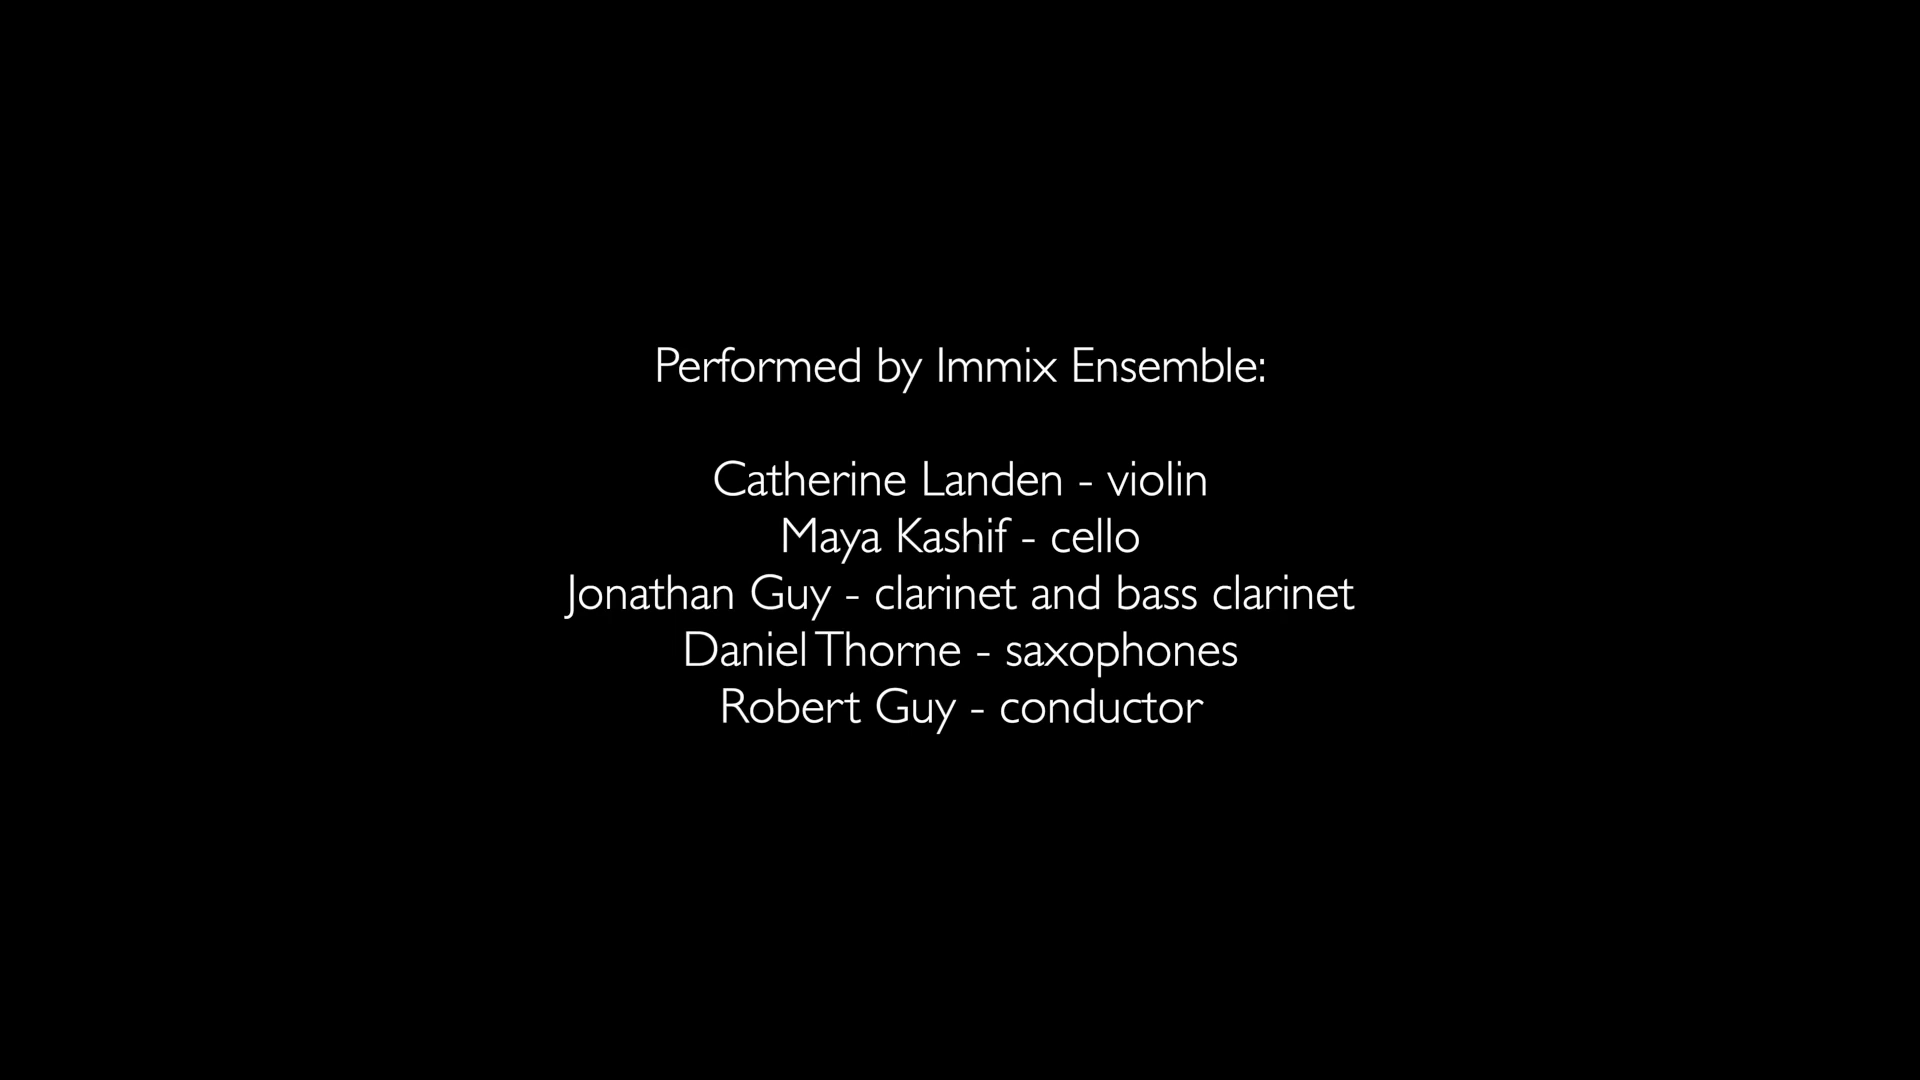 Performed by Immix Ensemble:
Catherine Landen - violin
Maya Kashif - cello
Jonathan Guy - clarinet and bass clarinet
Daniel Thorne - saxophones
Robert Guy - conductor